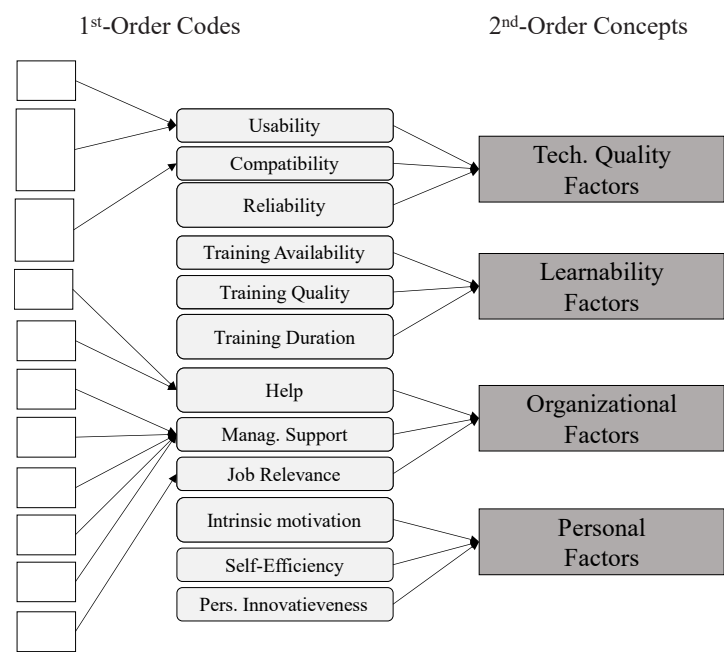 1st-Order Codes
2nd-Order Concepts
Usability
Compatibility
Reliability
Tech. Quality
Factors
Training Availability
Training Quality
Training Duration
Learnability
Factors
Help
Manag. Support
Job Relevance
Organizational
Factors
Intrinsic motivation
Self-Efficiency
Pers. Innovatieveness
Personal
Factors